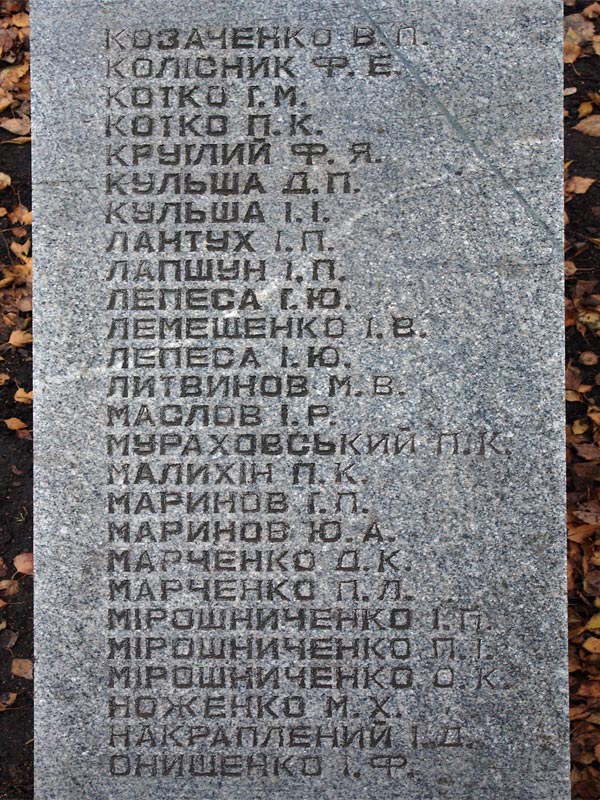 КОЗАЧЕНКО В.П.
КОЛІСНИК Ф.Е.
КОТКО Г.М.
КОТКО П.К.
КРУГЛИЙ Ф.Я.
КУЛЬША Д.П.
КУЛЬША І.І.
ЛАНТУХ І.П.
ЛАПШУН І.П.
ЛЕПЕСА Г.Ю.
ЛЕМЕЩЕНКО І.В.
ЛЕПЕСА І.Ю.
ЛИТВИНОВ М.В.
МАСЛОВ І.Р.
МУРАХОВСЬКИЙ П.К.
МАЛИХІН П.К.
МАРИНОВ Г.П.
МАРИНОВ Ю.А.
МАРЧЕНКО Д.К.
МАРЧЕНКО П.Л.
МІРОШНИЧЕНКО І.П.
МІРОШНИЧЕНКО П.І.
МІРОШНИЧЕНКО О.К.
НОЖЕНКО М.Х.
НАКРАПЛЕНИЙ І.Д.
ОНИЩЕНКО І.Ф.